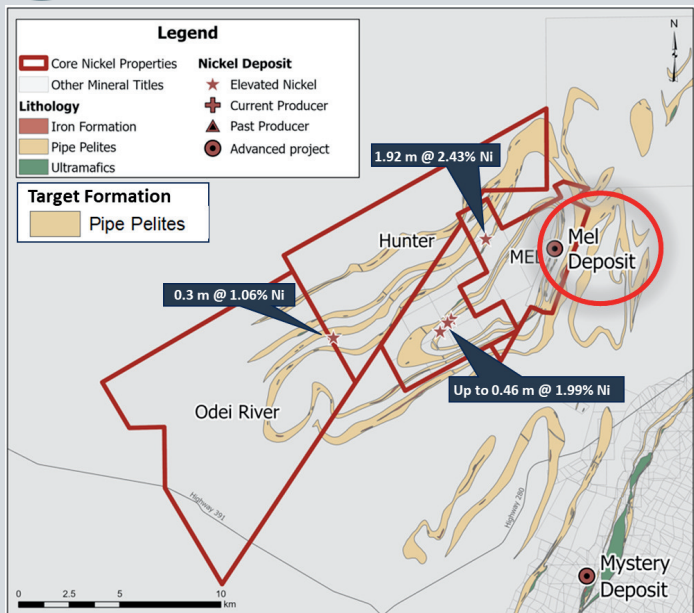 Legend
Core Nickel Properties
Other Mineral Titles
Lithology
Iron Formation
Pipe Pelites
Ultramafics
Nickel Deposit
Elevated Nickel
Current Producer
Past Producer
Advanced project
Target Formation
Pipe Pelites
N
1.92 m @ 2.43% Ni
Hunter
MEL
Mel
Deposit
0.3 m @ 1.06% Ni
Up to 0.46 m @ 1.99% Ni
Odei River
Highway 391
Highway 280
Mystery
Deposit
0 2.5 5 10
km